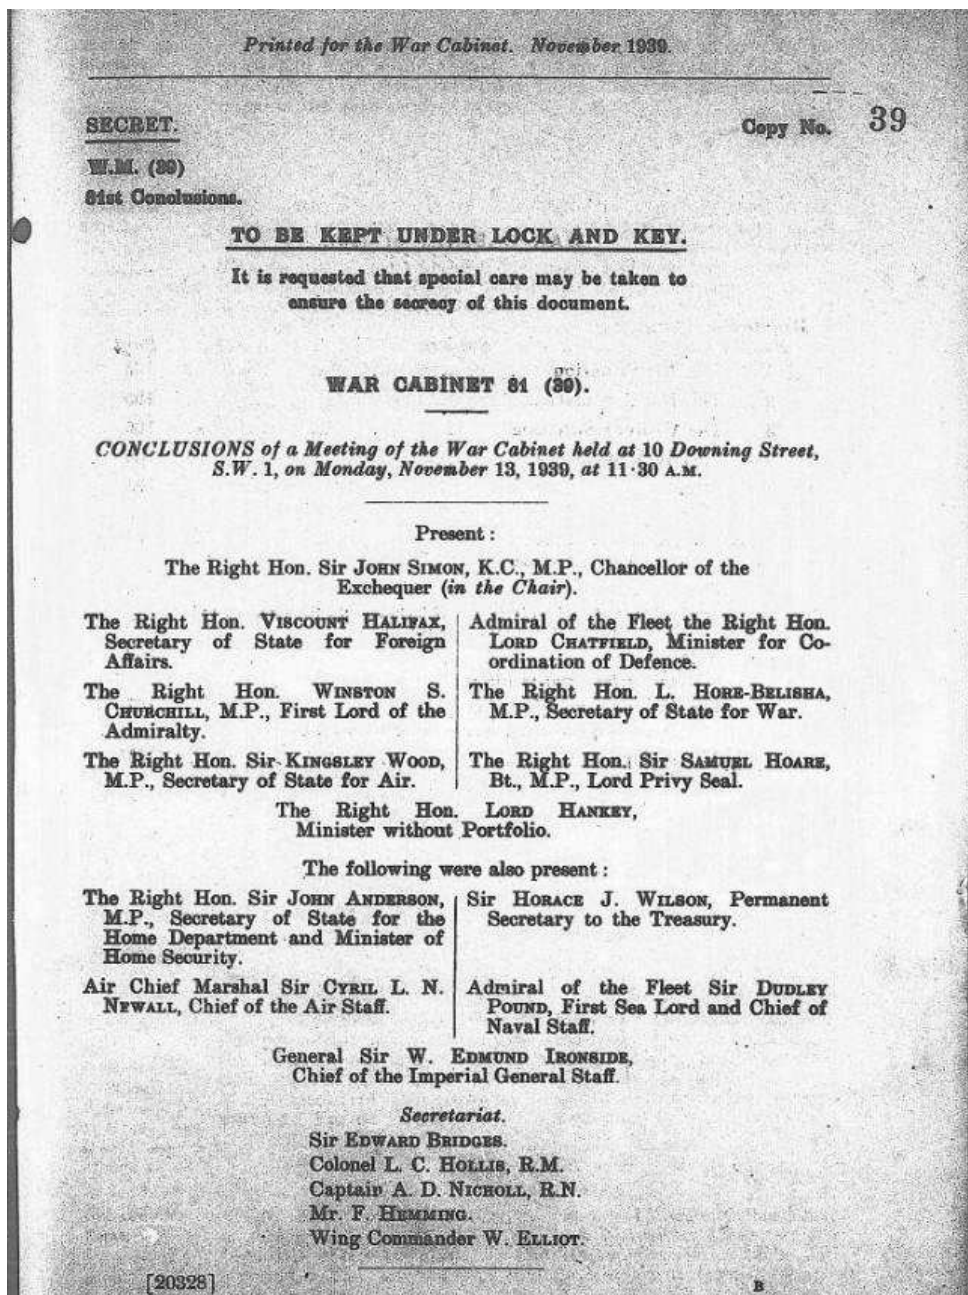 Printed for the War Cabinet. November 1939.
SECRET.
Copy No. 39
W.M. (39)
81st Conclusions.
TO BE KEPT UNDER LOCK AND KEY.
It is requested that special care may be taken to
ensure the secrecy of this document.
WAR CABINET 81 (39).
CONCLUSIONS of a Meeting of the War Cabinet held at 10 Downing Street,
S.W. 1, on Monday, November 13, 1939, at 11·30 A.M.
Present:
The Right Hon. Sir JOHN SIMON, K.C., M.P., Chancellor of the
Exchequer (in the Chair).
The Right Hon. VISCOUNT HALIFAX,
Secretary of State for Foreign
Affairs.
Admiral of the Fleet the Right Hon.
LORD CHATFIELD, Minister for Co-
ordination of Defence.
The Right Hon. WINSTON S.
CHURCHILL, M.P., First Lord of the
Admiralty.
The Right Hon. L. HORE-BELISHA,
M.P., Secretary of State for War.
The Right Hon. Sir KINGSLEY WOOD,
M.P., Secretary of State for Air.
The Right Hon. Sir SAMUEL HOARE,
Bt., M.P., Lord Privy Seal.
The Right Hon. LORD HANKEY,
Minister without Portfolio.
The following were also present:
The Right Hon. Sir JOHN ANDERSON,
M.P., Secretary of State for the
Home Department and Minister of
Home Security.
Sir HORACE J. WILSON, Permanent
Secretary to the Treasury.
Air Chief Marshal Sir CYRIL L. N.
NEWALL, Chief of the Air Staff.
Admiral of the Fleet Sir DUDLEY
POUND, First Sea Lord and Chief of
Naval Staff.
General Sir W. EDMUND IRONSIDE,
Chief of the Imperial General Staff.
Secretariat.
Sir EDWARD BRIDGES.
Colonel L. C. HOLLIS, R.M.
Captain A. D. NICHOLL, R.N.
Mr. F. HEMMING.
Wing Commander W. ELLIOT.
[20328]
B